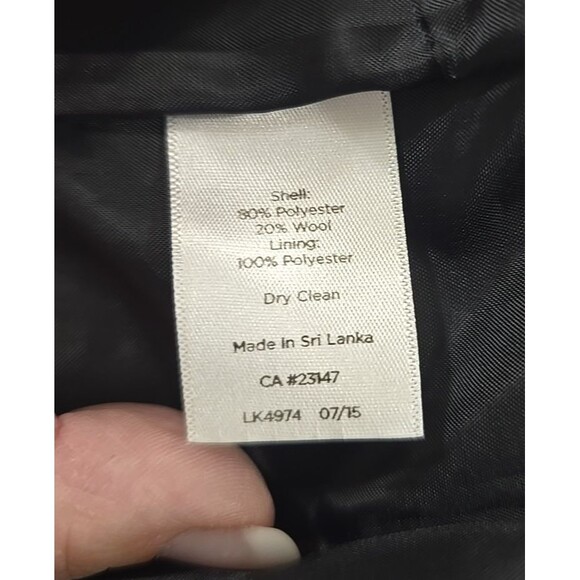 Shell:
80% Polyester
20% Wool
Lining:
100% Polyester
Dry Clean
Made In Sri Lanka
CA #23147
LK4974 07/15